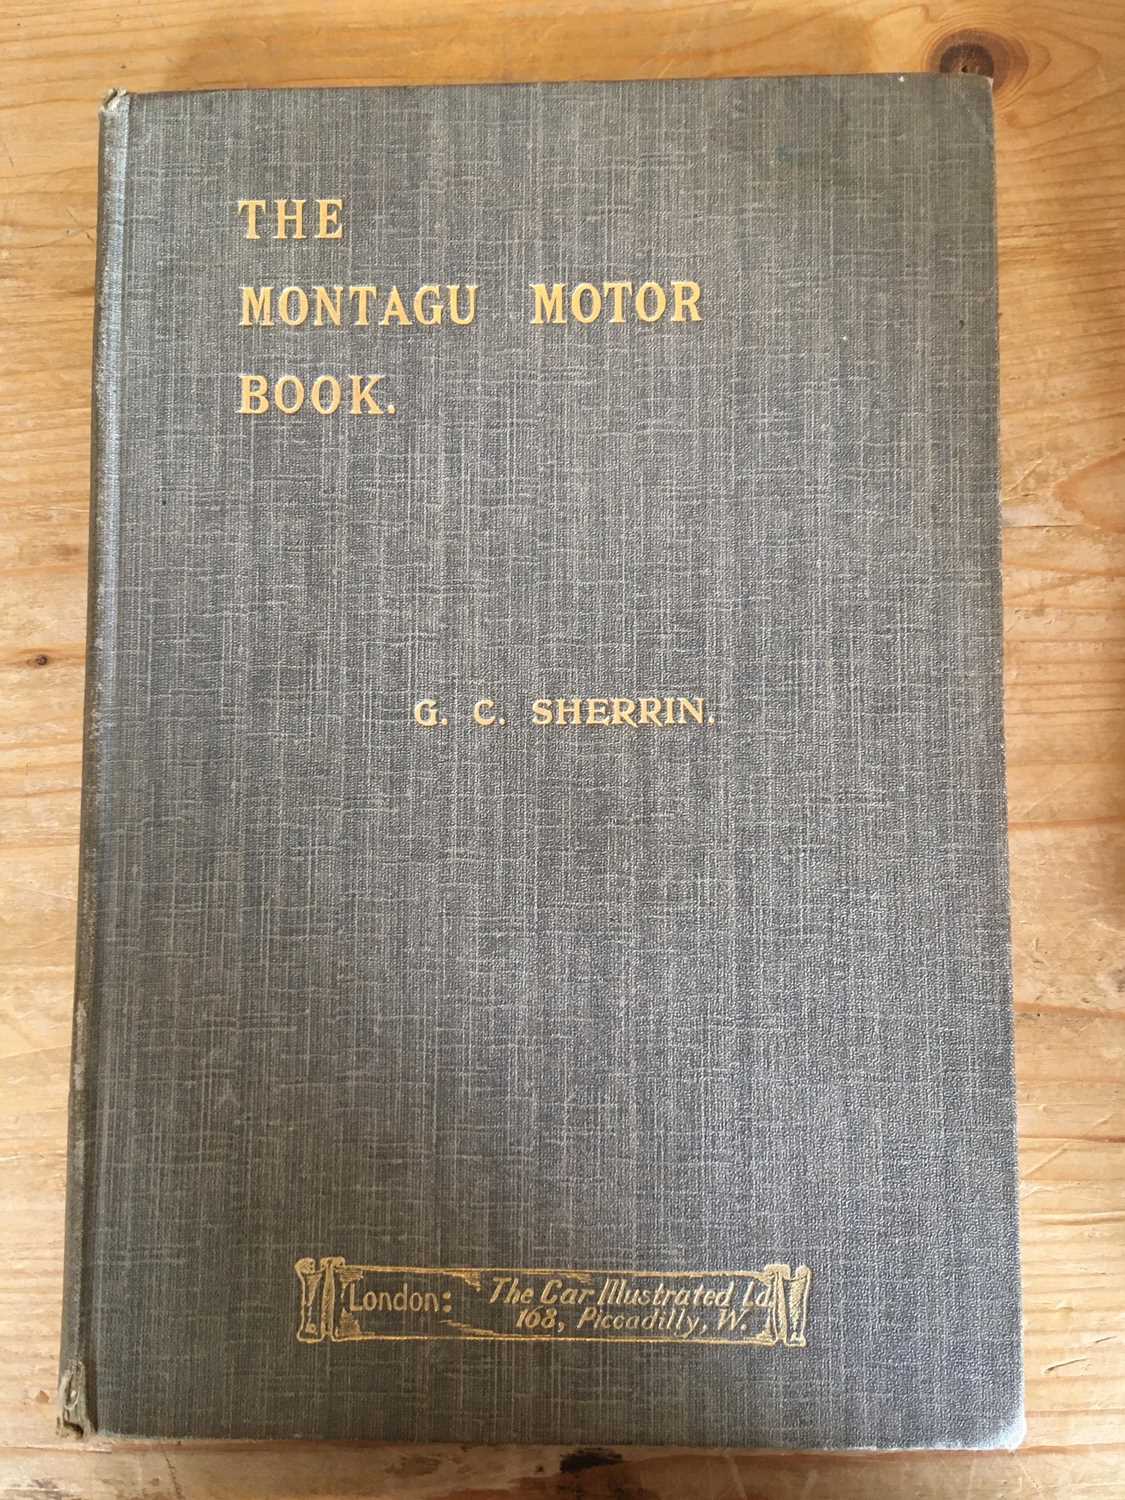 THE
MONTAGU MOTOR
BOOK.
G. C. SHERRIN.
London: The Car Illustrated Ld
168, Piccadilly, W.